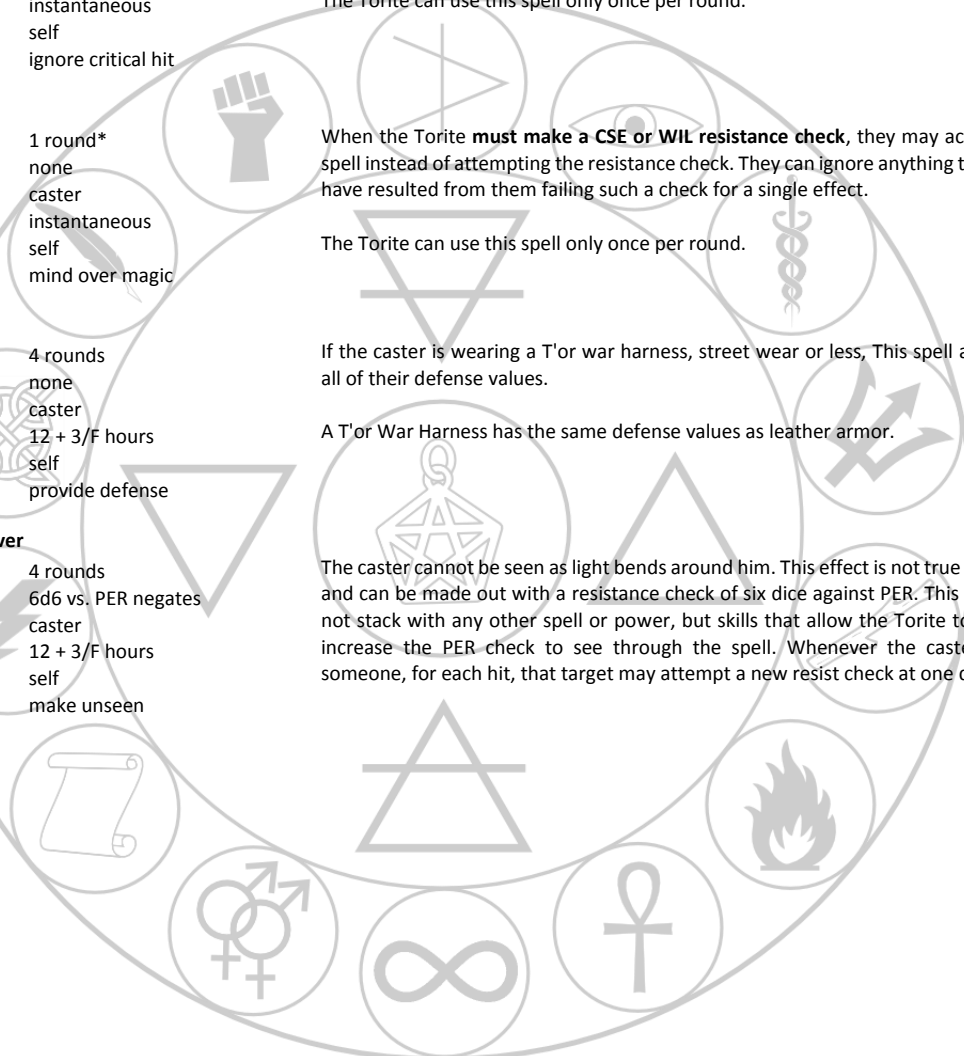 instantaneous
The Torite can use this spell only once per round.
self
ignore critical hit
1 round*
none
caster
instantaneous
self
mind over magic
When the Torite must make a CSE or WIL resistance check, they may ac
spell instead of attempting the resistance check. They can ignore anything t
have resulted from them failing such a check for a single effect.
The Torite can use this spell only once per round.
4 rounds
none
caster
12 + 3/F hours
self
provide defense
If the caster is wearing a T'or war harness, street wear or less, This spell a
all of their defense values.
A T'or War Harness has the same defense values as leather armor.
ver
4 rounds
6d6 vs. PER negates
caster
12 + 3/F hours
self
make unseen
The caster cannot be seen as light bends around him. This effect is not true
and can be made out with a resistance check of six dice against PER. This
not stack with any other spell or power, but skills that allow the Torite to
increase the PER check to see through the spell. Whenever the caste
someone, for each hit, that target may attempt a new resist check at one d